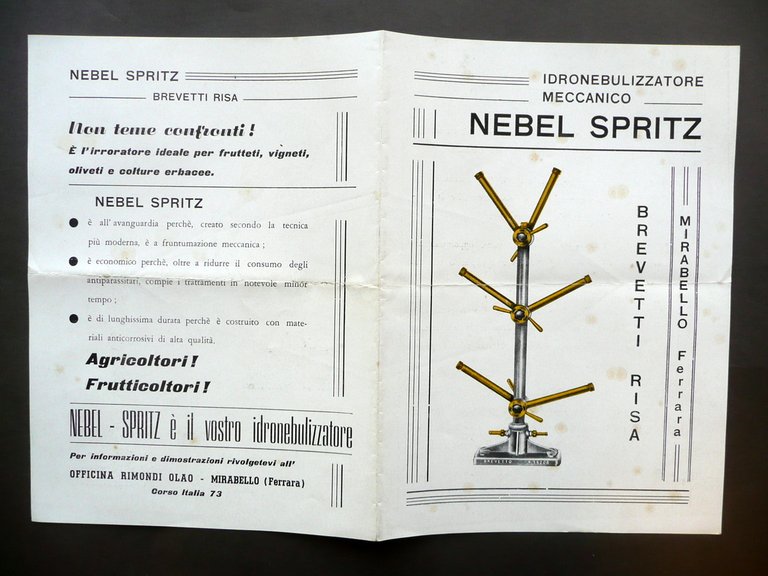 NEBEL SPRITZ
BREVETTI RISA
Non teme confronti!
È l'irroratore ideale per frutteti, vigneti,
oliveti e colture erbacee.
NEBEL SPRITZ
è all'avanguardia perchè, creato secondo la tecnica
più moderna, è a fruntumazione meccanica;
è economico perchè, oltre a ridurre il consumo degli
antiparassitari, compie i trattamenti in notevole minor
tempo;
è di lunghissima durata perchè è costruito con mate-
riali anticorrosivi di alta qualità.
Agricoltori!
Frutticoltori!
NEBEL - SPRITZ è il vostro idronebulizzatore
Per informazioni e dimostrazioni rivolgetevi all'
OFFICINA RIMONDI OLAO - MIRABELLO (Ferrara)
Corso Italia 73
IDRONEBULIZZATORE
MECCANICO
NEBEL SPRITZ
BREVETTI RISA
MIRABELLO Ferrara
BREVETTO